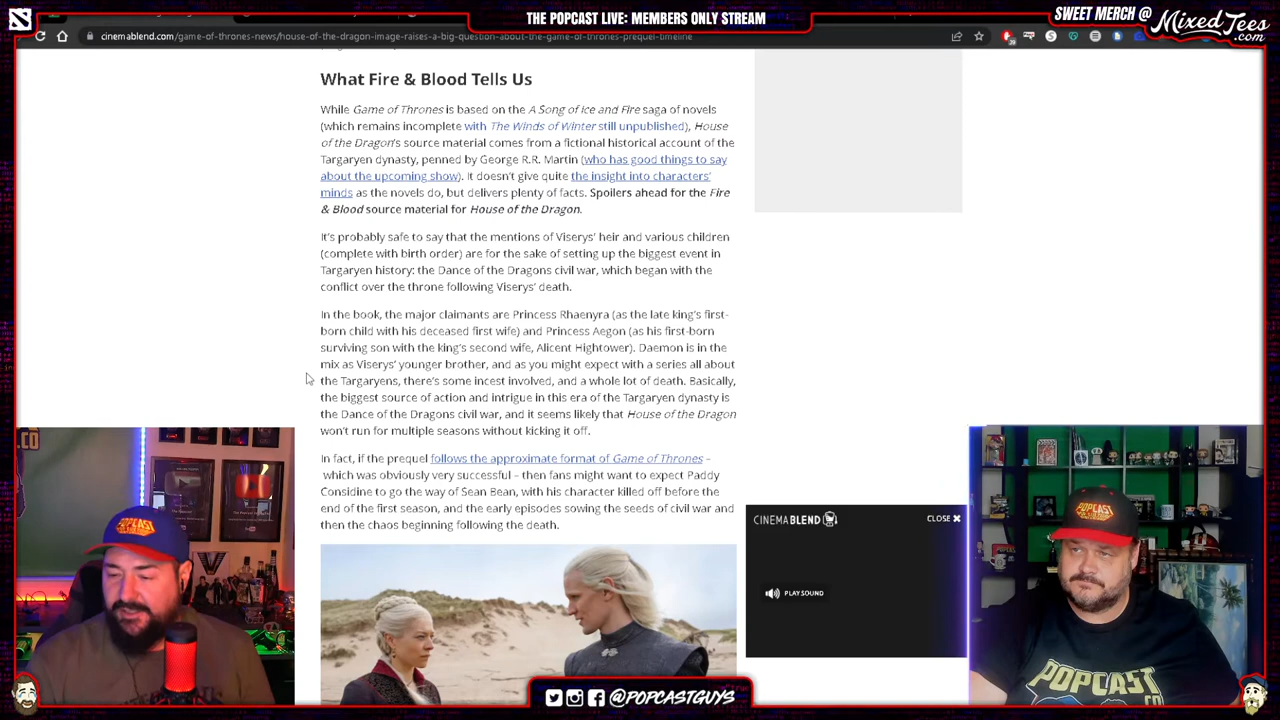 THE POPCAST LIVE: MEMBERS ONLY STREAM
SWEET MERCH @ MixedTees.com
cinemablend.com/game-of-thrones-news/house-of-the-dragon-image-raises-a-big-question-about-the-game-of-thrones-prequel-timeline
What Fire & Blood Tells Us
While Game of Thrones is based on the A Song of Ice and Fire saga of novels
(which remains incomplete with The Winds of Winter still unpublished), House
of the Dragon's source material comes from a fictional historical account of the
Targaryen dynasty, penned by George R.R. Martin (who has good things to say
about the upcoming show). It doesn't give quite the insight into characters'
minds as the novels do, but delivers plenty of facts. Spoilers ahead for the Fire
& Blood source material for House of the Dragon.
It's probably safe to say that the mentions of Viserys' heir and various children
(complete with birth order) are for the sake of setting up the biggest event in
Targaryen history: the Dance of the Dragons civil war, which began with the
conflict over the throne following Viserys' death.
In the book, the major claimants are Princess Rhaenyra (as the late king's first-
born child with his deceased first wife) and Princess Aegon (as his first-born
surviving son with the king's second wife, Alicent Hightower). Daemon is in the
mix as Viserys' younger brother, and as you might expect with a series all about
the Targaryens, there's some incest involved, and a whole lot of death. Basically,
the biggest source of action and intrigue in this era of the Targaryen dynasty is
the Dance of the Dragons civil war, and it seems likely that House of the Dragon
won't run for multiple seasons without kicking it off.
In fact, if the prequel follows the approximate format of Game of Thrones –
which was obviously very successful – then fans might want to expect Paddy
Considine to go the way of Sean Bean, with his character killed off before the
end of the first season, and the early episodes sowing the seeds of civil war and
then the chaos beginning following the death.
CINEMABLEND
CLOSE ✖
PLAY SOUND
POPCAST
POPCAST
POPCAST
CO
@POPCASTGUYS